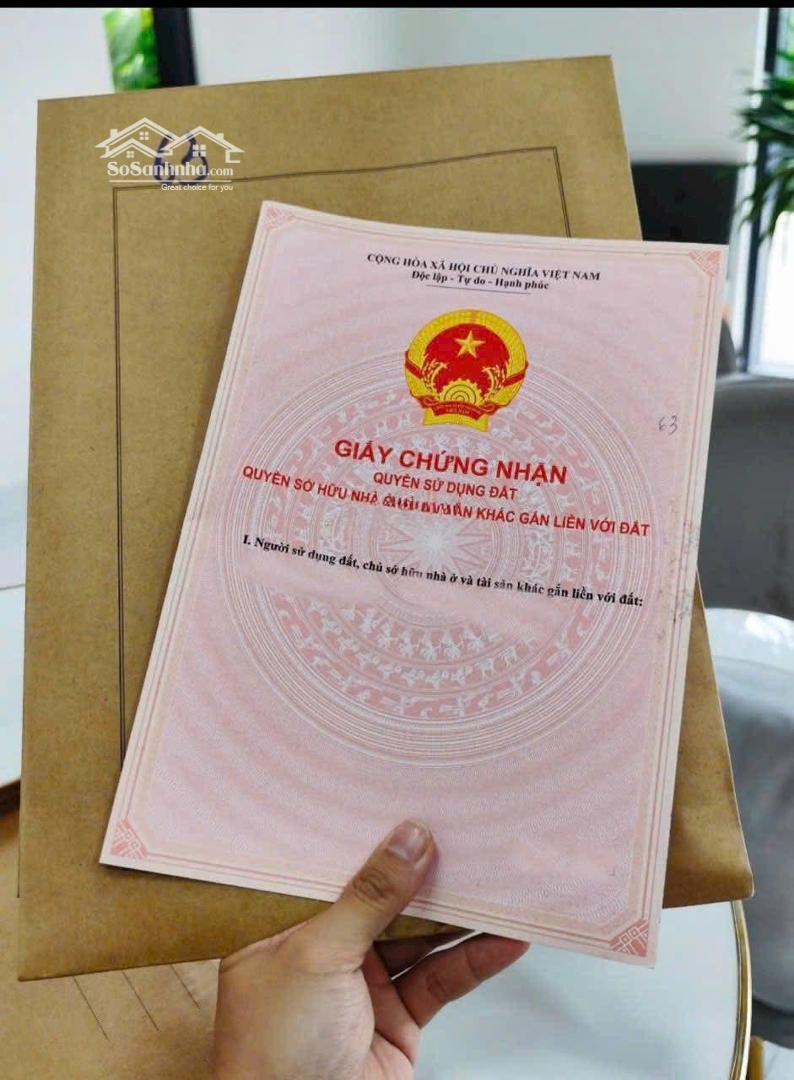 SoSanhnha.com
Great choice for you
CỘNG HÒA XÃ HỘI CHỦ NGHĨA VIỆT NAM
Độc lập - Tự do - Hạnh phúc
63
GIẤY CHỨNG NHẬN
QUYỀN SỬ DỤNG ĐẤT
QUYỀN SỞ HỮU NHÀ KHÁC GẮN LIỀN VỚI ĐẤT
I. Người sử dụng đất, chủ sở hữu nhà ở và tài sản khác gắn liền với đất: